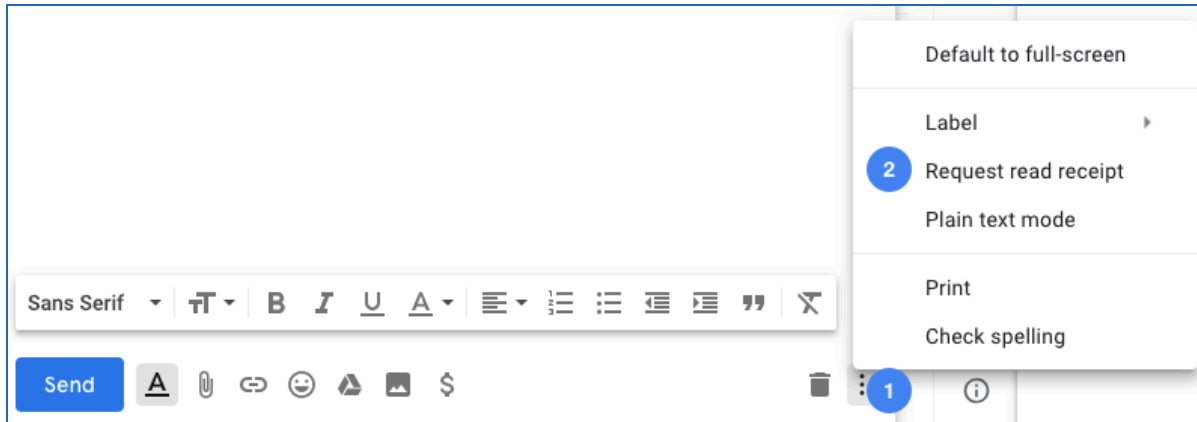 Default to full-screen
Label
2 Request read receipt
Plain text mode
Sans Serif B I U A
Print
Check spelling
Send A $ 1